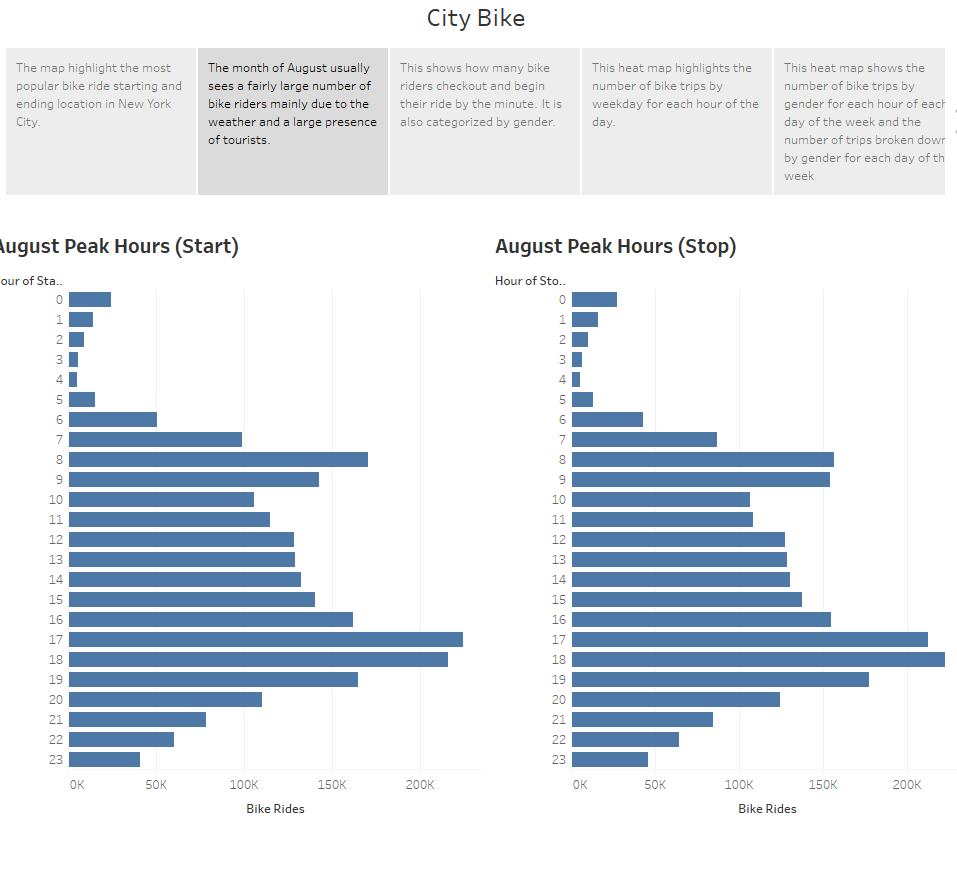 City Bike
The map highlight the most
popular bike ride starting and
ending location in New York
City.
The month of August usually
sees a fairly large number of
bike riders mainly due to the
weather and a large presence
of tourists.
This shows how many bike
riders checkout and begin
their ride by the minute. It is
also categorized by gender.
This heat map highlights the
number of bike trips by
weekday for each hour of the
day.
This heat map shows the
number of bike trips by
gender for each hour of each
day of the week and the
number of trips broken down
by gender for each day of th
week
August Peak Hours (Start)
our of Sta..
0
1
2
3
4
5
6
7
8
9
10
11
12
13
14
15
16
17
18
19
20
21
22
23
0K 50K 100K 150K 200K
Bike Rides
August Peak Hours (Stop)
Hour of Sto..
0
1
2
3
4
5
6
7
8
9
10
11
12
13
14
15
16
17
18
19
20
21
22
23
0K 50K 100K 150K 200K
Bike Rides